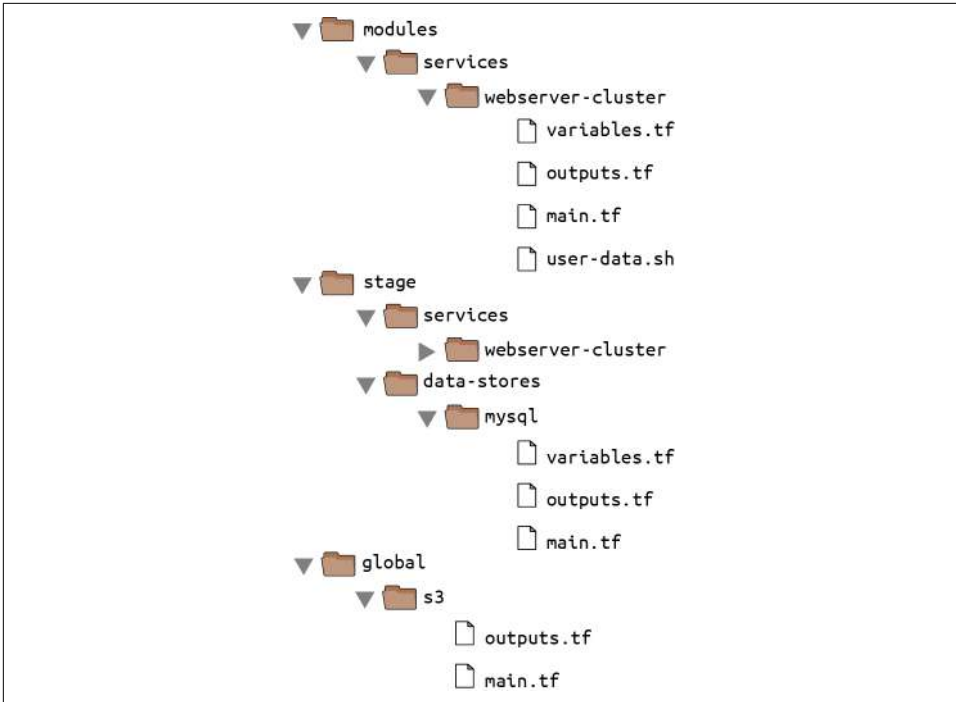 modules
services
webserver-cluster
variables.tf
outputs.tf
main.tf
user-data.sh
stage
services
webserver-cluster
data-stores
mysql
variables.tf
outputs.tf
main.tf
global
s3
outputs.tf
main.tf